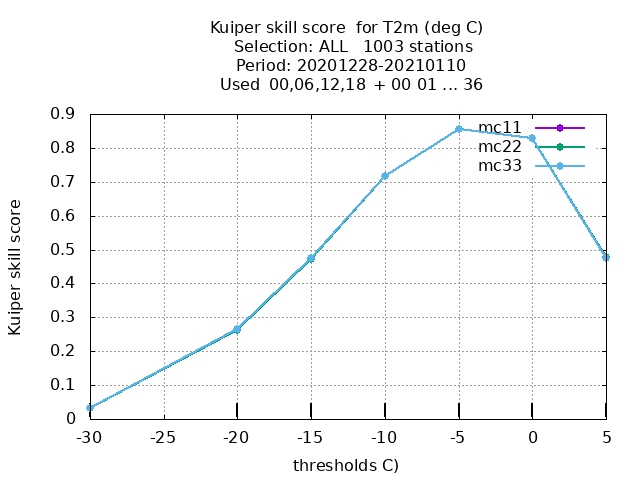 Kuiper skill score  for T2m (deg C)
Selection: ALL   1003 stations
Period: 20201228-20210110
Used  00,06,12,18  + 00 01 ... 36
mc11
mc22
mc33
Kuiper skill score
0.9
0.8
0.7
0.6
0.5
0.4
0.3
0.2
0.1
0
-30 -25 -20 -15 -10 -5 0 5
thresholds C)